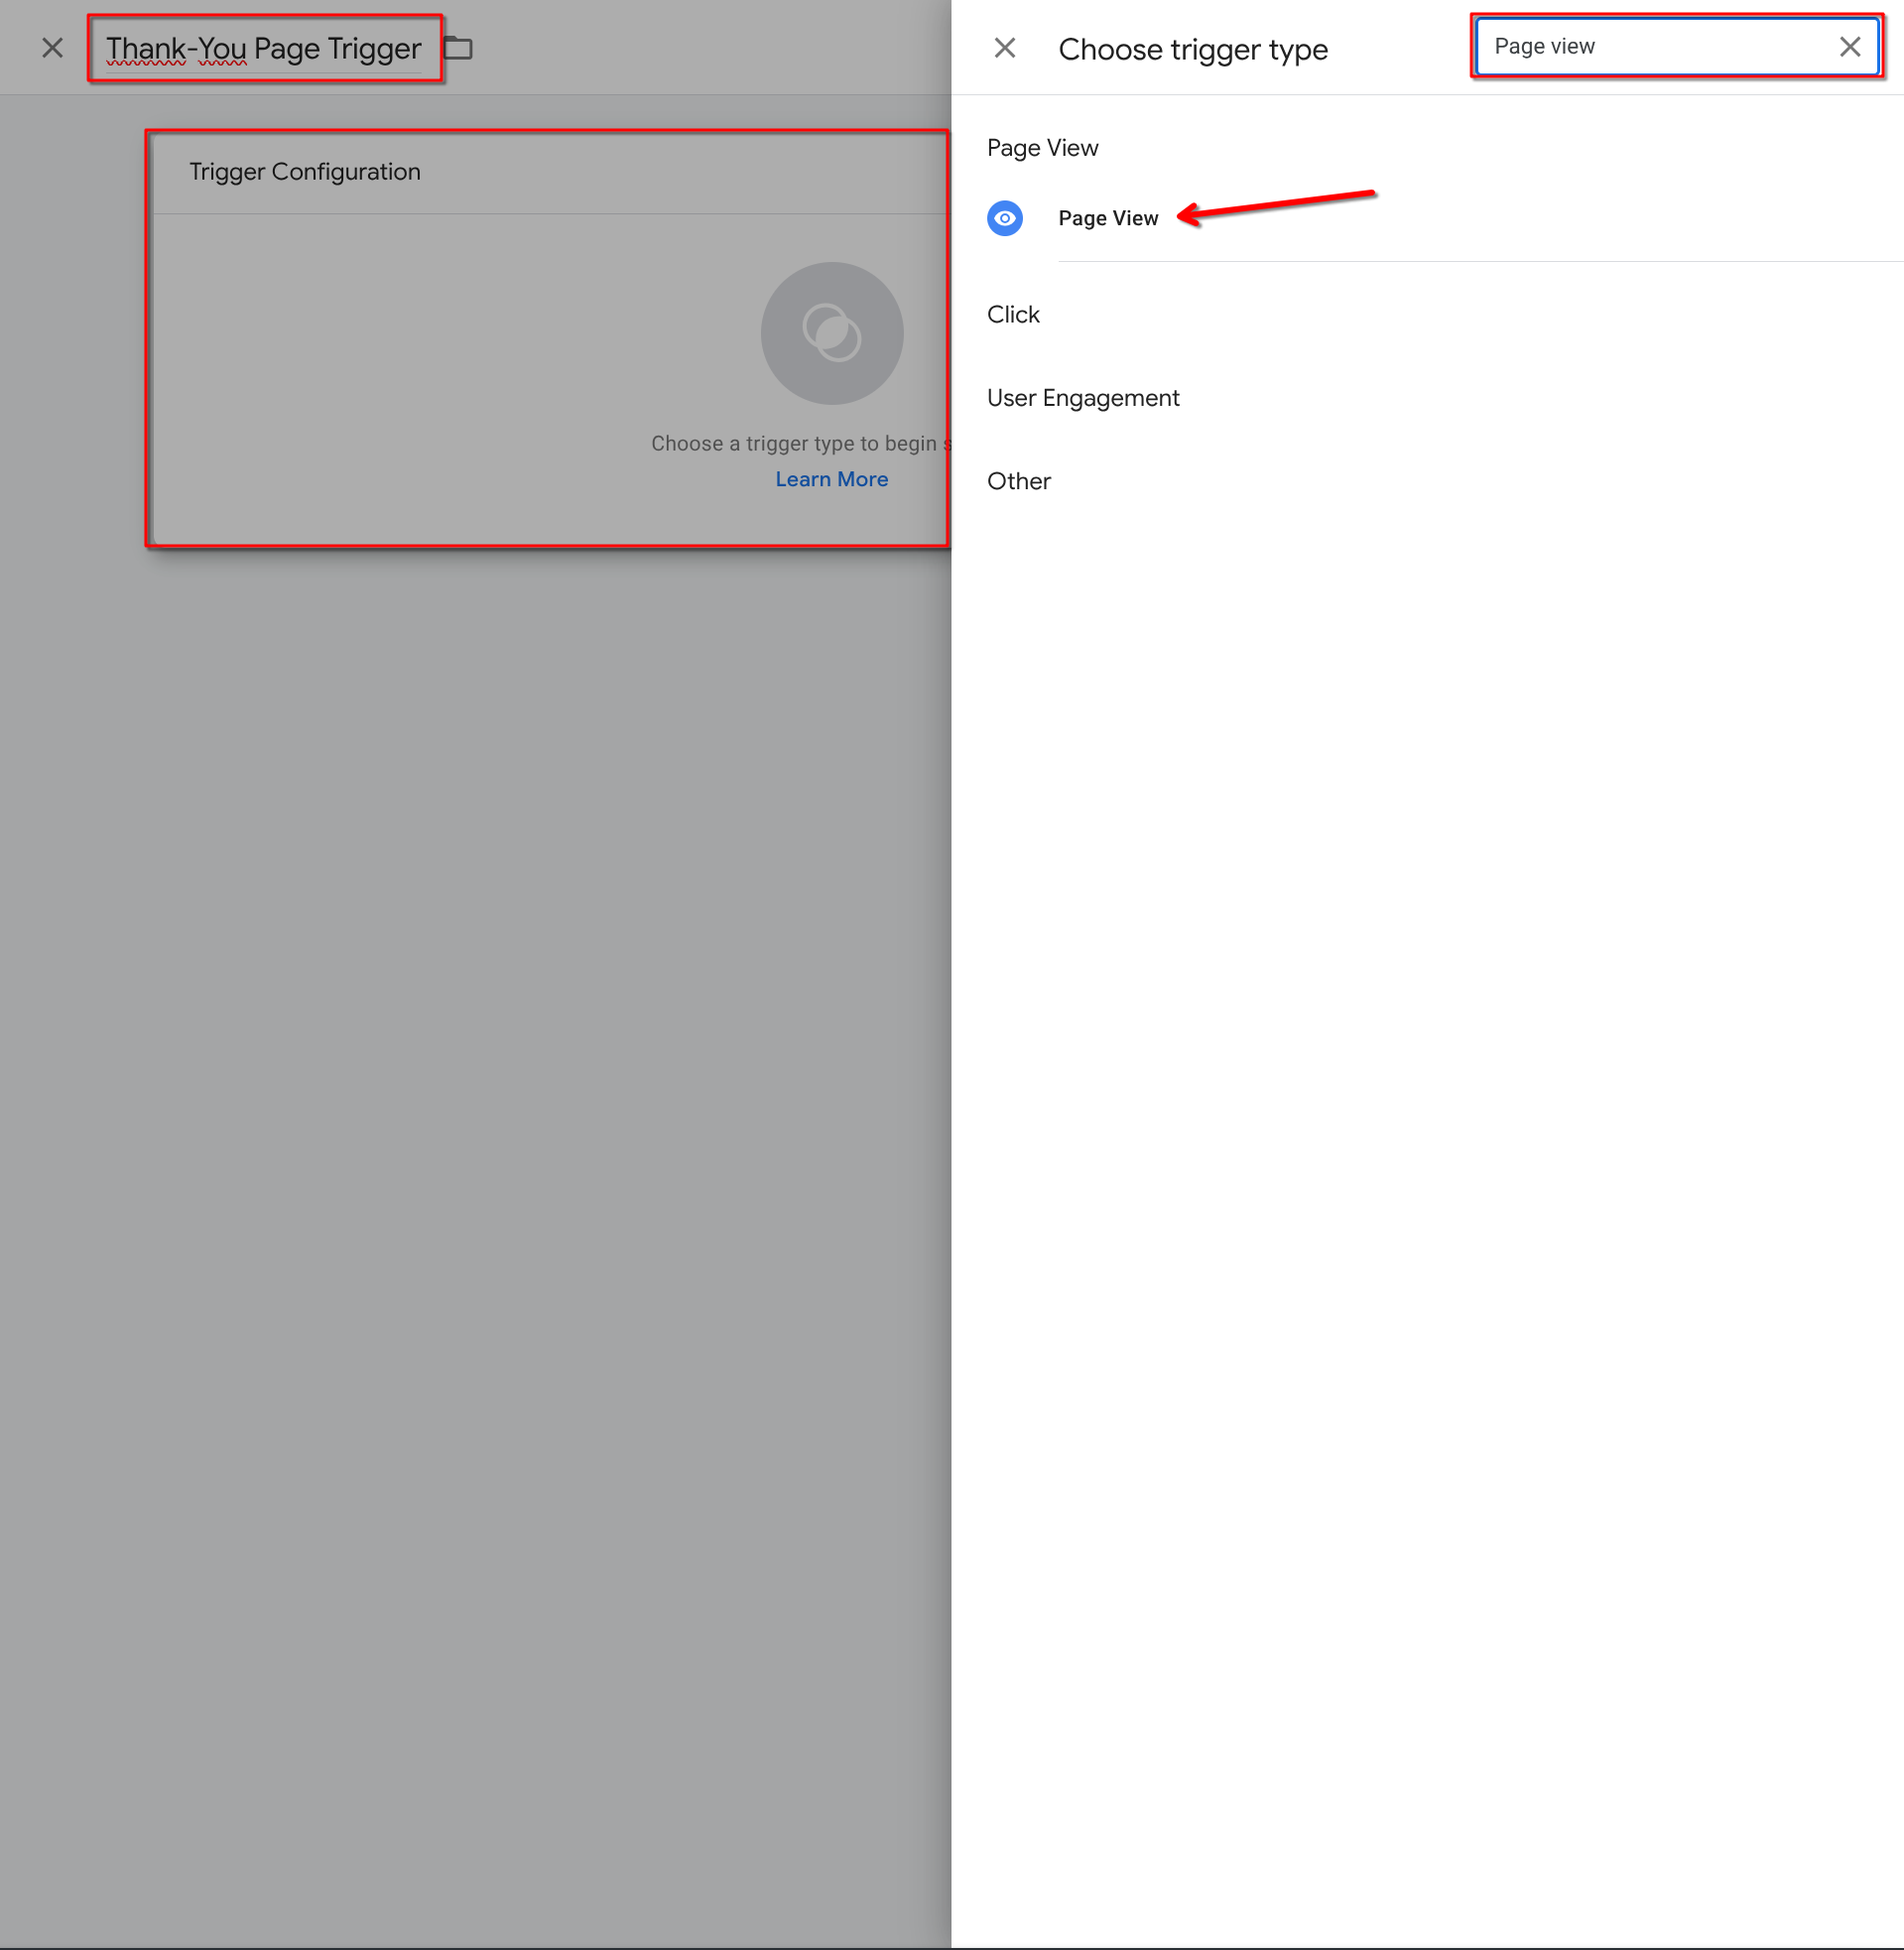 Thank-You Page Trigger
Trigger Configuration
Choose a trigger type to begin
Learn More
Choose trigger type
Page view
Page View
Page View
Click
User Engagement
Other